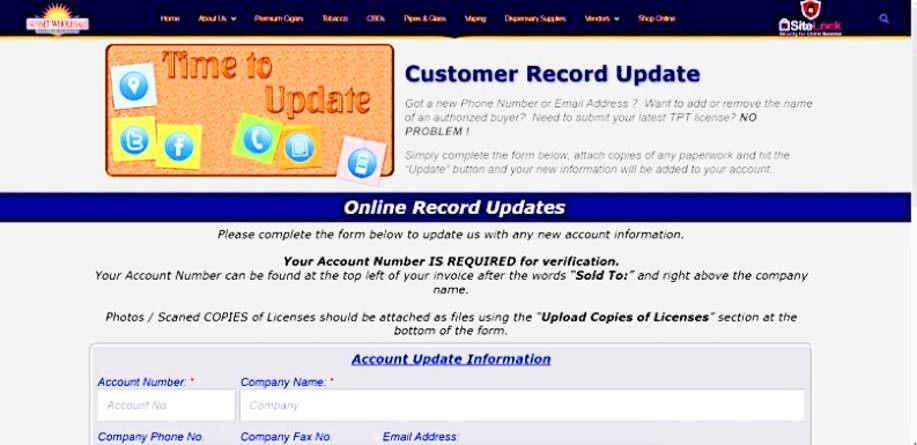 SUNSET WHOLESALE
Home About Us Premium Cigars Tobacco CBDs Pipes & Glass Vaping Dispensary Supplies Vendors Shop Online
SiteLock
Security for Online Business
Time to
Update
Customer Record Update
Got a new Phone Number or Email Address ? Want to add or remove the name
of an authorized buyer? Need to submit your latest TPT license? NO
PROBLEM !
Simply complete the form below, attach copies of any paperwork and hit the
"Update" button and your new information will be added to your account.
Online Record Updates
Please complete the form below to update us with any new account information.
Your Account Number IS REQUIRED for verification.
Your Account Number can be found at the top left of your invoice after the words "Sold To:" and right above the company
name.
Photos / Scaned COPIES of Licenses should be attached as files using the "Upload Copies of Licenses" section at the
bottom of the form.
Account Update Information
Account Number: * Company Name: *
Account No. Company
Company Phone No. Company Fax No. Email Address: